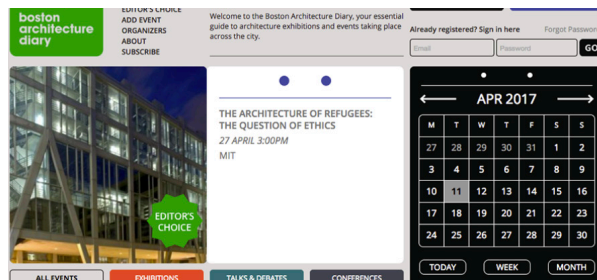 boston
architecture
diary
EDITOR'S CHOICE
ADD EVENT
ORGANIZERS
ABOUT
SUBSCRIBE
Welcome to the Boston Architecture Diary, your essential
guide to architecture exhibitions and events taking place
across the city.
Already registered? Sign in here
Forgot Passwor
Email
Password
GO
EDITOR'S
CHOICE
THE ARCHITECTURE OF REFUGEES:
THE QUESTION OF ETHICS
27 APRIL 3:00PM
MIT
APR 2017
M T W T F S S
27 28 29 30 31 1 2
3 4 5 6 7 8 9
10 11 12 13 14 15 16
17 18 19 20 21 22 23
24 25 26 27 28 29 30
TODAY WEEK MONTH
ALL EVENTS
EXHIBITIONS
TALKS & DEBATES
CONFERENCES